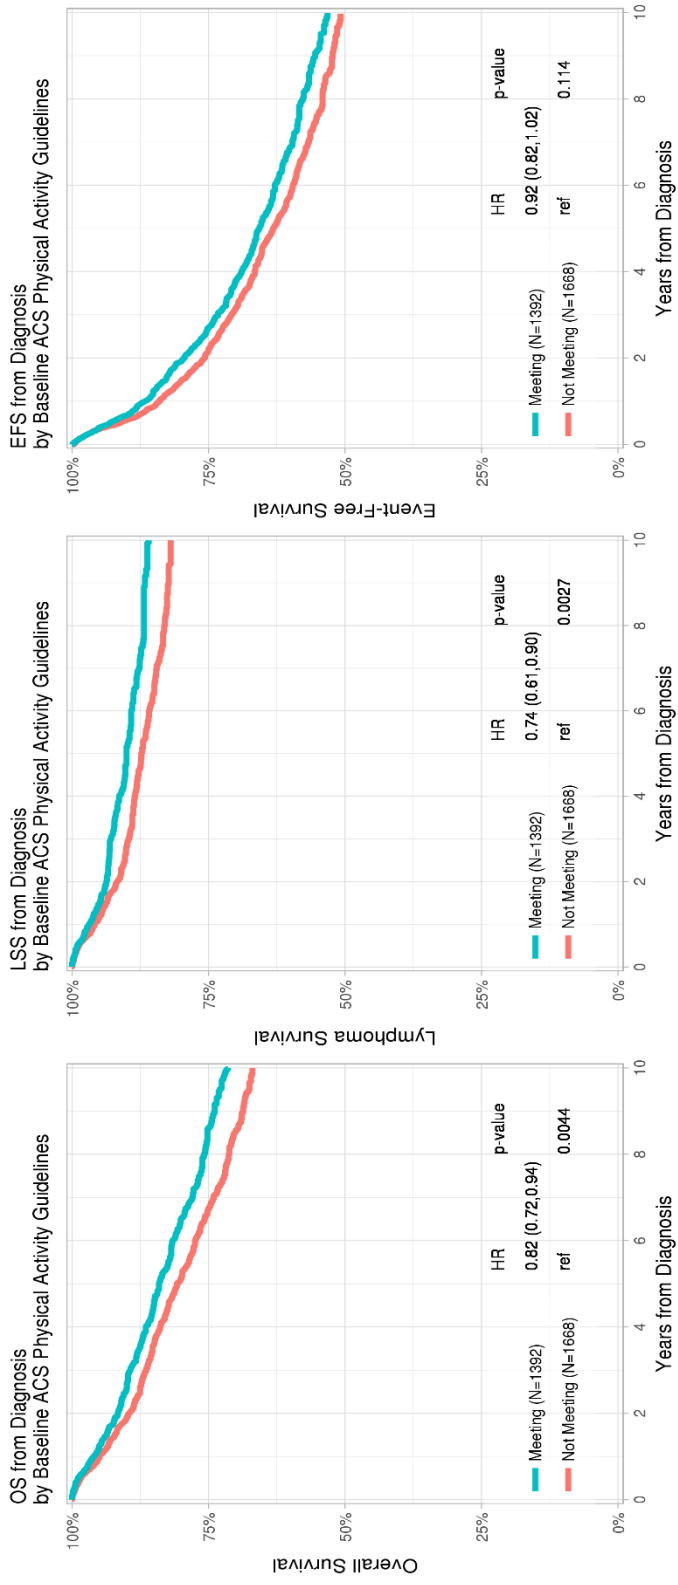 OS from Diagnosis
by Baseline ACS Physical Activity Guidelines
Overall Survival
100%
75%
50%
25%
0%
HR p-value
Meeting (N=1392) 0.82 (0.72,0.94)
Not Meeting (N=1668) ref 0.0044
0 2 4 6 8 10
Years from Diagnosis
LSS from Diagnosis
by Baseline ACS Physical Activity Guidelines
Lymphoma Survival
100%
75%
50%
25%
0%
HR p-value
Meeting (N=1392) 0.74 (0.61,0.90)
Not Meeting (N=1668) ref 0.0027
0 2 4 6 8 10
Years from Diagnosis
EFS from Diagnosis
by Baseline ACS Physical Activity Guidelines
Event-Free Survival
100%
75%
50%
25%
0%
HR p-value
Meeting (N=1392) 0.92 (0.82,1.02)
Not Meeting (N=1668) ref 0.114
0 2 4 6 8 10
Years from Diagnosis